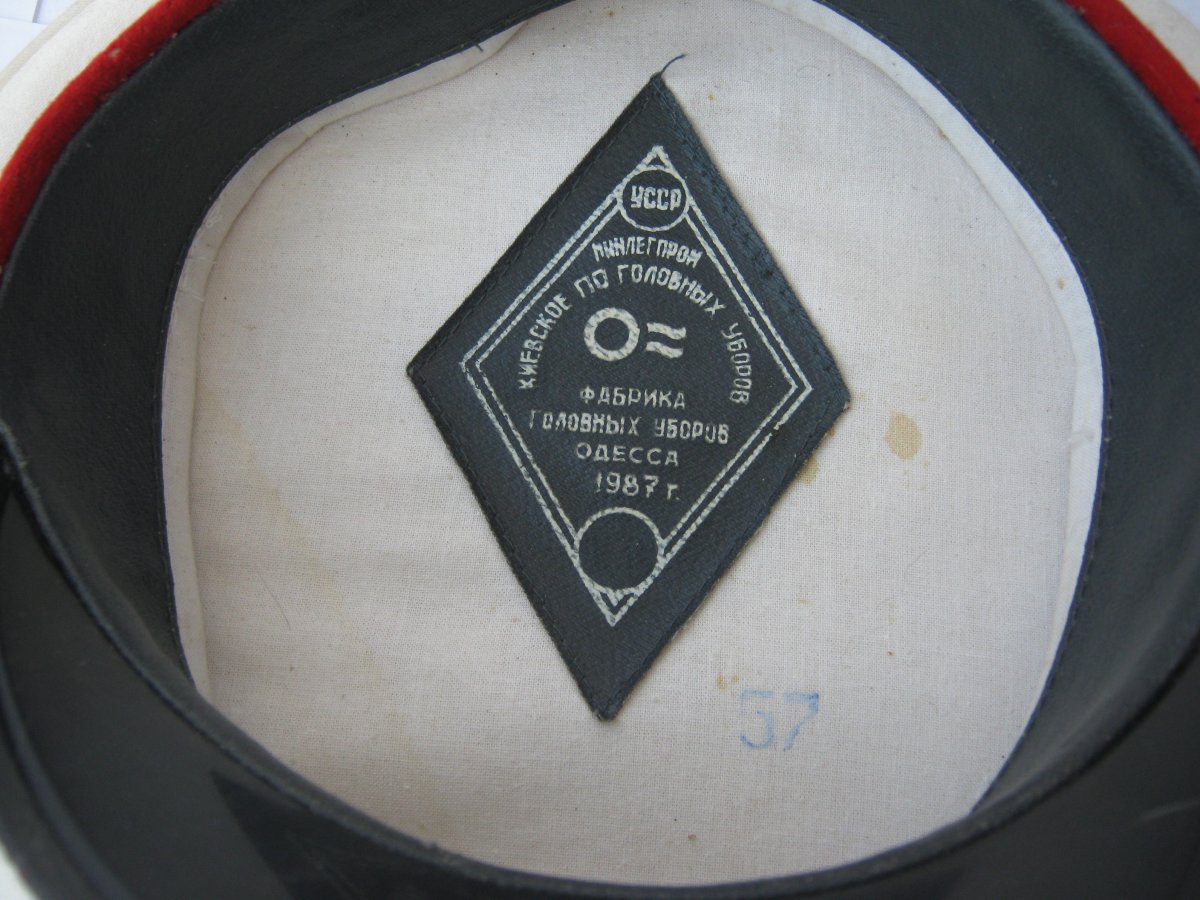 УССР
МИНЛЕГПРОМ
КИЕВСКОЕ ПО ГОЛОВНЫХ УБОРОВ
ФАБРИКА
ГОЛОВНЫХ УБОРОВ
ОДЕССА
1987 г.
57